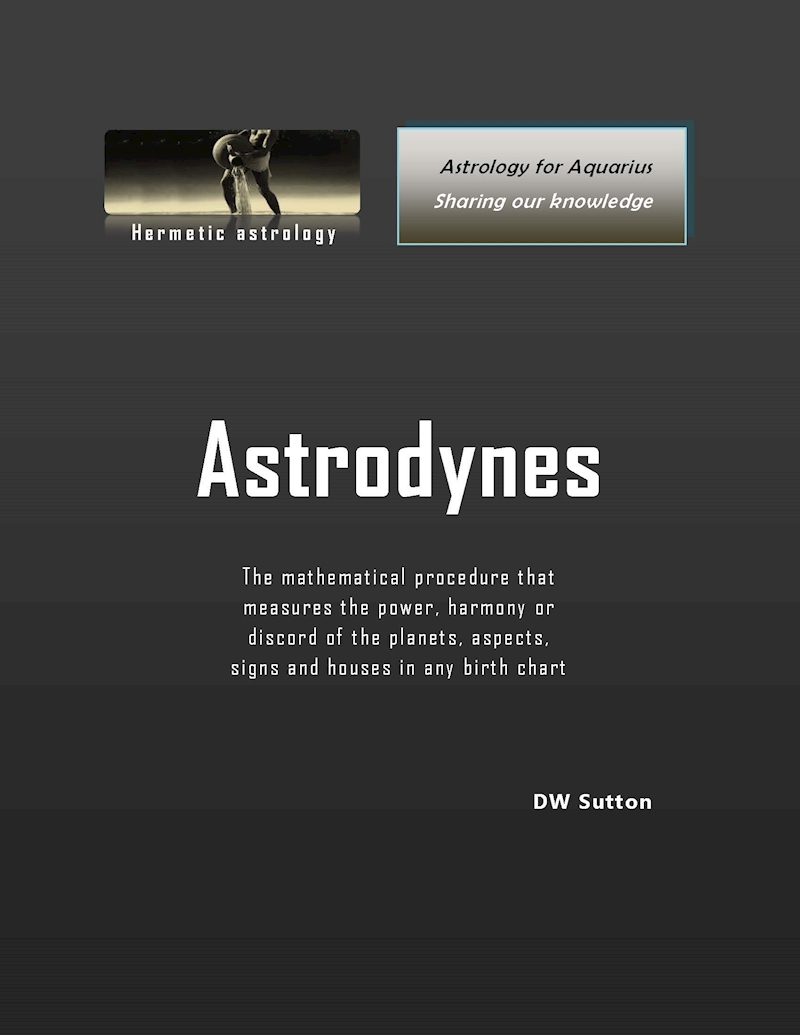 Hermetic astrology
Astrology for Aquarius
Sharing our knowledge
Astrodynes
The mathematical procedure that
measures the power, harmony or
discord of the planets, aspects,
signs and houses in any birth chart
DW Sutton